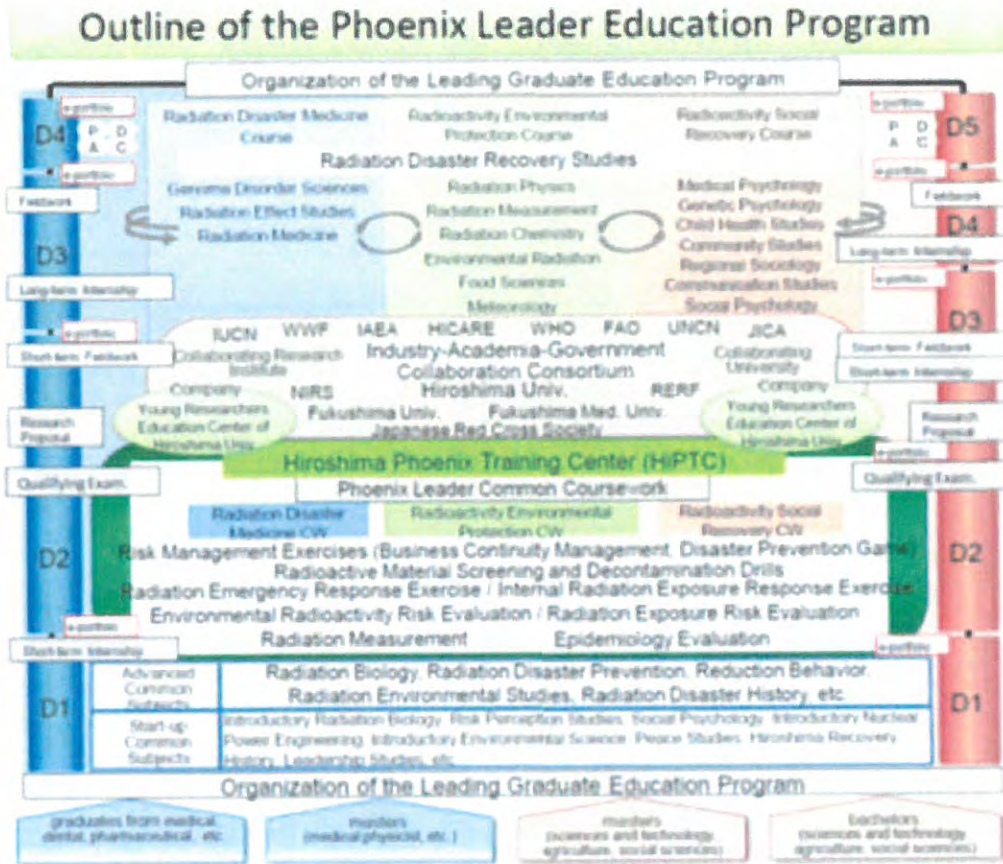 Outline of the Phoenix Leader Education Program
Organization of the Leading Graduate Education Program
e-portfolio
e-portfolio
D4
P D
A C
Radiation Disaster Medicine
Course
Radioactivity Environmental
Protection Course
Radioactivity Social
Recovery Course
P D
A C
D5
Radiation Disaster Recovery Studies
e-portfolio
e-portfolio
Fieldwork
Fieldwork
Genome Disorder Sciences
Radiation Effect Studies
Radiation Medicine
Radiation Physics
Radiation Measurement
Radiation Chemistry
Environmental Radiation
Food Sciences
Meteorology
Medical Psychology
Genetic Psychology
Child Health Studies
Community Studies
Regional Sociology
Communication Studies
Social Psychology
D3
D4
Long-term Internship
Long-term Internship
e-portfolio
e-portfolio
D3
Short-term Fieldwork
Short-term Fieldwork
Short-term Internship
IUCN WWF IAEA HICARE WHO FAO UNCN JICA
Collaborating Research
Institute
Industry-Academia-Government
Collaboration Consortium
Collaborating
University
Company NIRS Hiroshima Univ. RERF Company
Fukushima Univ. Fukushima Med. Univ.
Japanese Red Cross Society
Young Researchers
Education Center of
Hiroshima Univ.
Young Researchers
Education Center of
Hiroshima Univ.
Research
Proposal
Research
Proposal
e-portfolio
Qualifying Exam.
Qualifying Exam.
Hiroshima Phoenix Training Center (HiPTC)
Phoenix Leader Common Coursework
Radiation Disaster
Medicine CW
Radioactivity Environmental
Protection CW
Radioactivity Social
Recovery CW
D2
D2
Risk Management Exercises (Business Continuity Management, Disaster Prevention Game)
Radioactive Material Screening and Decontamination Drills
Radiation Emergency Response Exercise / Internal Radiation Exposure Response Exercise
Environmental Radioactivity Risk Evaluation / Radiation Exposure Risk Evaluation
Radiation Measurement Epidemiology Evaluation
e-portfolio
e-portfolio
Short-term Internship
D1
D1
Advanced
Common
Subjects
Radiation Biology, Radiation Disaster Prevention, Reduction Behavior,
Radiation Environmental Studies, Radiation Disaster History, etc
Start-up
Common
Subjects
Introductory Radiation Biology, Risk Perception Studies, Social Psychology, Introductory Nuclear
Power Engineering, Introductory Environmental Science, Peace Studies, Hiroshima Recovery
History, Leadership Studies, etc
Organization of the Leading Graduate Education Program
graduates from medical,
dental, pharmaceutical, etc
masters
(medical physicist, etc.)
masters
(sciences and technology,
agriculture, social sciences)
bachelors
(sciences and technology,
agriculture, social sciences)